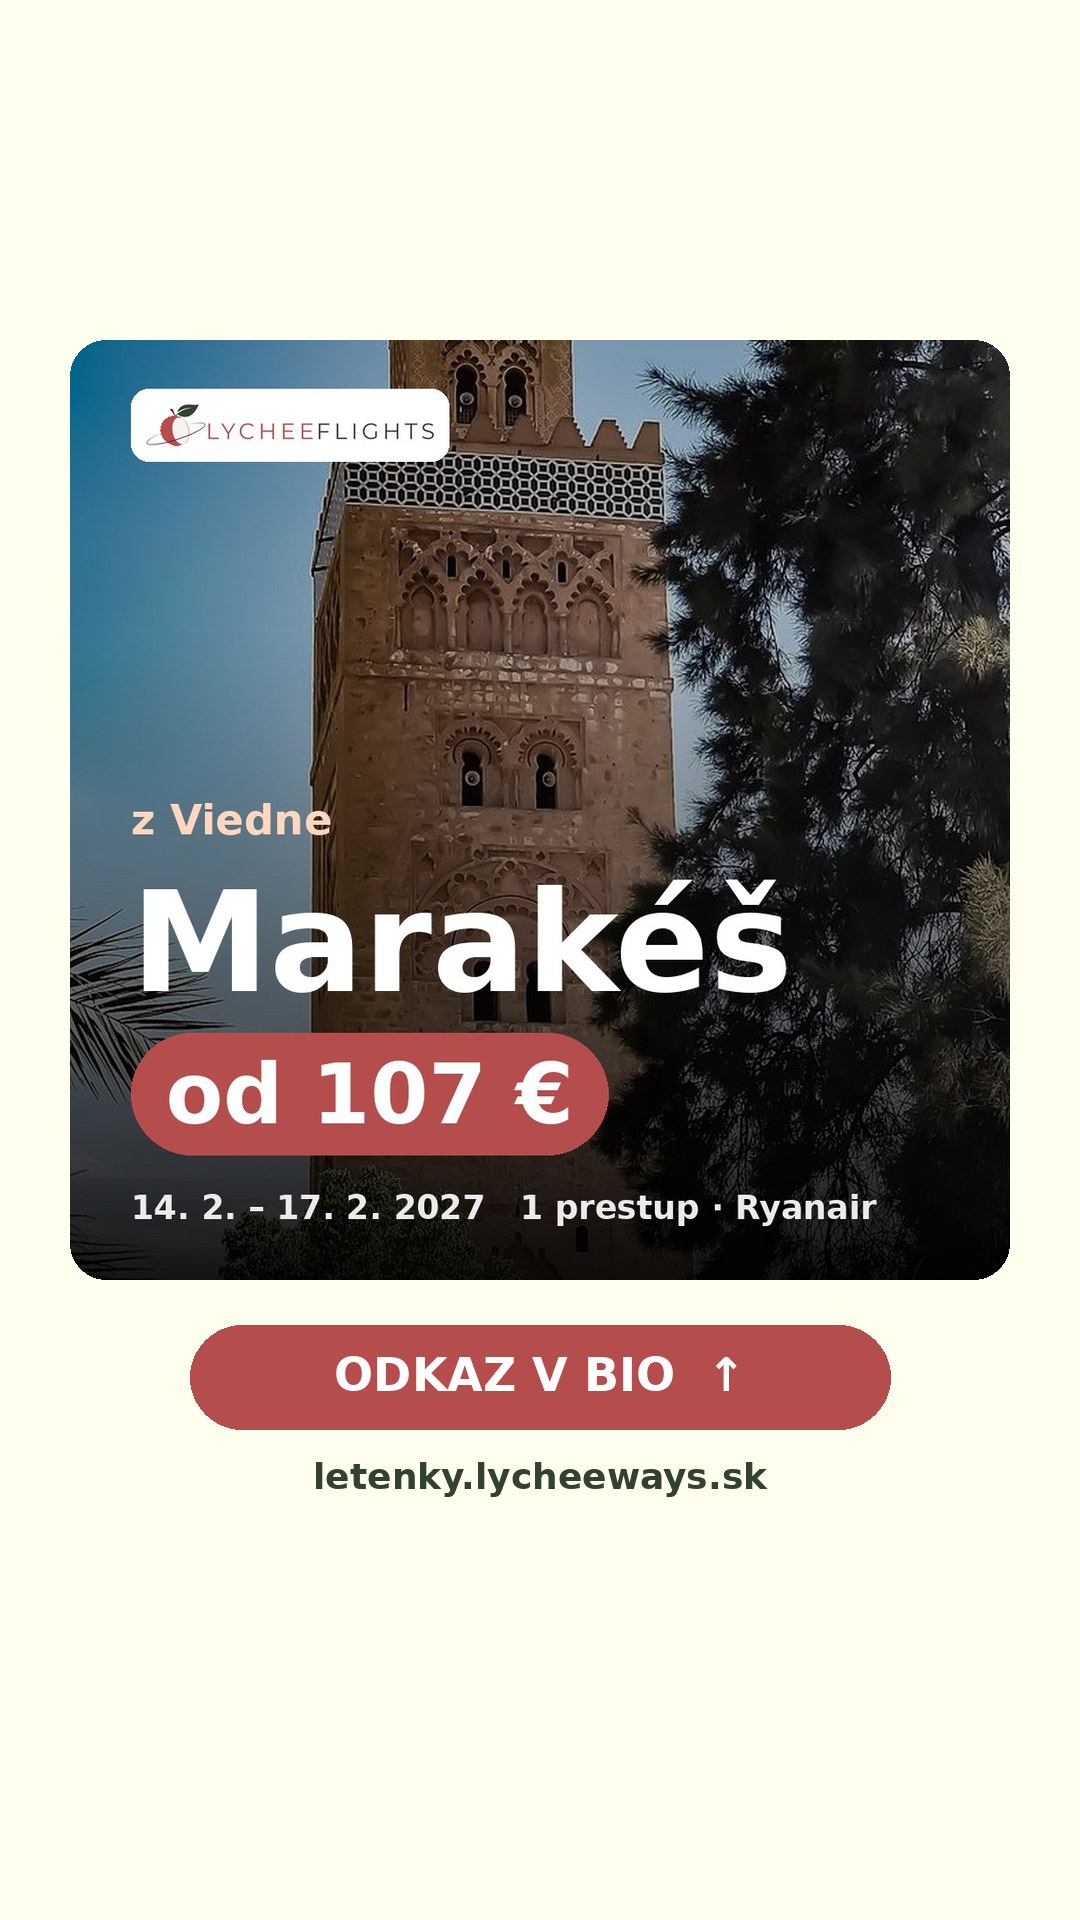 LYCHEEFLIGHTS
z Viedne
Marakéš
od 107 €
14. 2. – 17. 2. 2027 1 prestup · Ryanair
ODKAZ V BIO ↑
letenky.lycheeways.sk